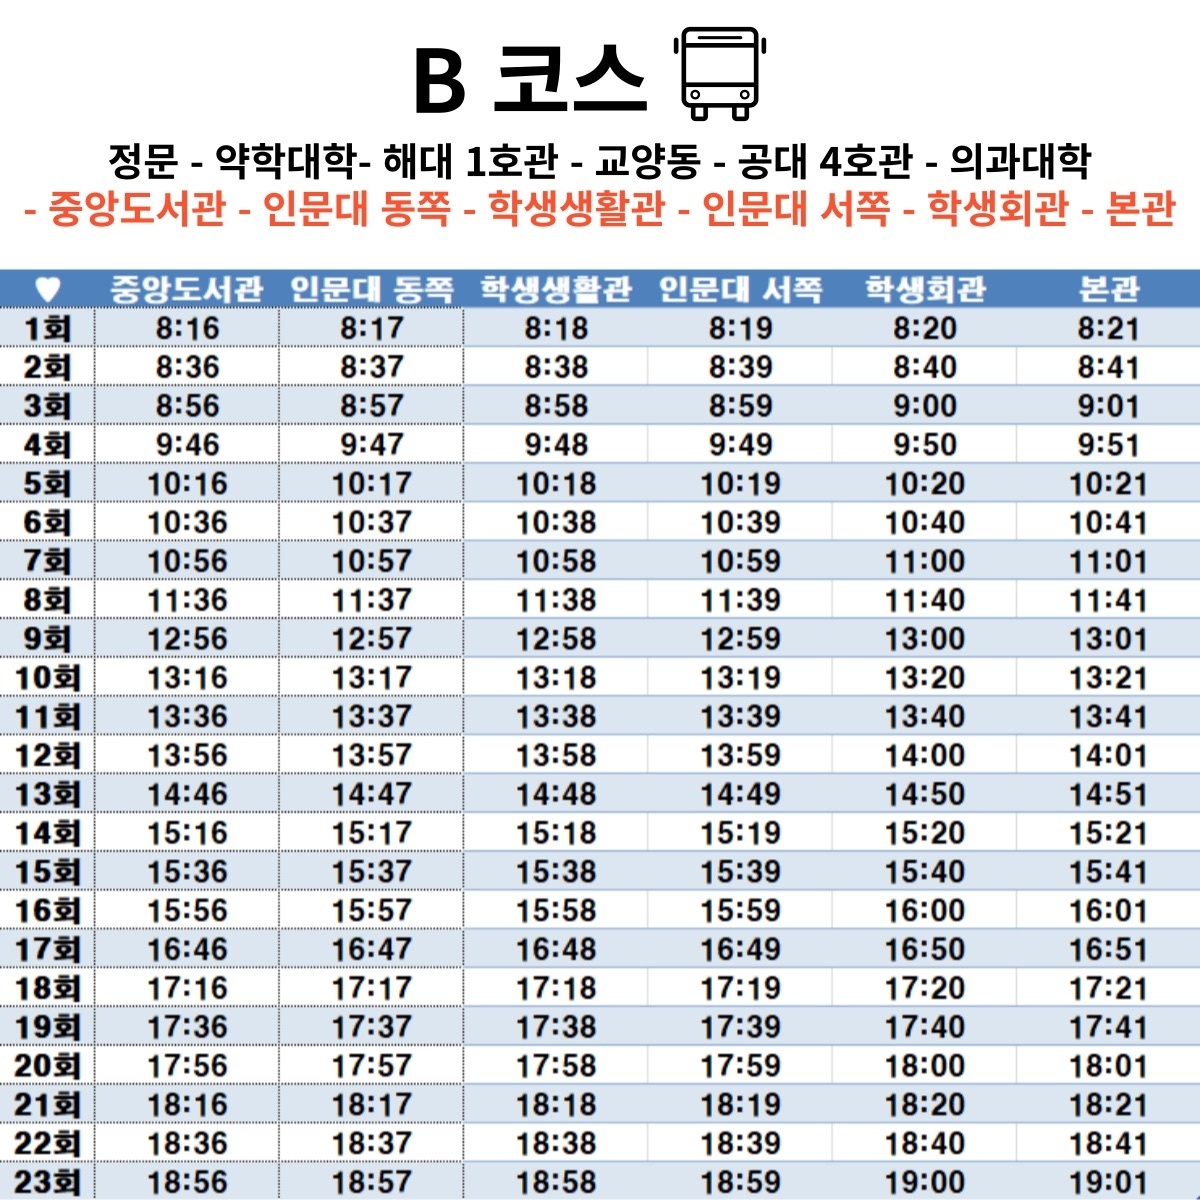 B 코스
정문 - 약학대학- 해대 1호관 - 교양동 - 공대 4호관 - 의과대학
- 중앙도서관 - 인문대 동쪽 - 학생생활관 - 인문대 서쪽 - 학생회관 - 본관
♥ 중앙도서관 인문대 동쪽 학생생활관 인문대 서쪽 학생회관 본관
1회 8:16 8:17 8:18 8:19 8:20 8:21
2회 8:36 8:37 8:38 8:39 8:40 8:41
3회 8:56 8:57 8:58 8:59 9:00 9:01
4회 9:46 9:47 9:48 9:49 9:50 9:51
5회 10:16 10:17 10:18 10:19 10:20 10:21
6회 10:36 10:37 10:38 10:39 10:40 10:41
7회 10:56 10:57 10:58 10:59 11:00 11:01
8회 11:36 11:37 11:38 11:39 11:40 11:41
9회 12:56 12:57 12:58 12:59 13:00 13:01
10회 13:16 13:17 13:18 13:19 13:20 13:21
11회 13:36 13:37 13:38 13:39 13:40 13:41
12회 13:56 13:57 13:58 13:59 14:00 14:01
13회 14:46 14:47 14:48 14:49 14:50 14:51
14회 15:16 15:17 15:18 15:19 15:20 15:21
15회 15:36 15:37 15:38 15:39 15:40 15:41
16회 15:56 15:57 15:58 15:59 16:00 16:01
17회 16:46 16:47 16:48 16:49 16:50 16:51
18회 17:16 17:17 17:18 17:19 17:20 17:21
19회 17:36 17:37 17:38 17:39 17:40 17:41
20회 17:56 17:57 17:58 17:59 18:00 18:01
21회 18:16 18:17 18:18 18:19 18:20 18:21
22회 18:36 18:37 18:38 18:39 18:40 18:41
23회 18:56 18:57 18:58 18:59 19:00 19:01